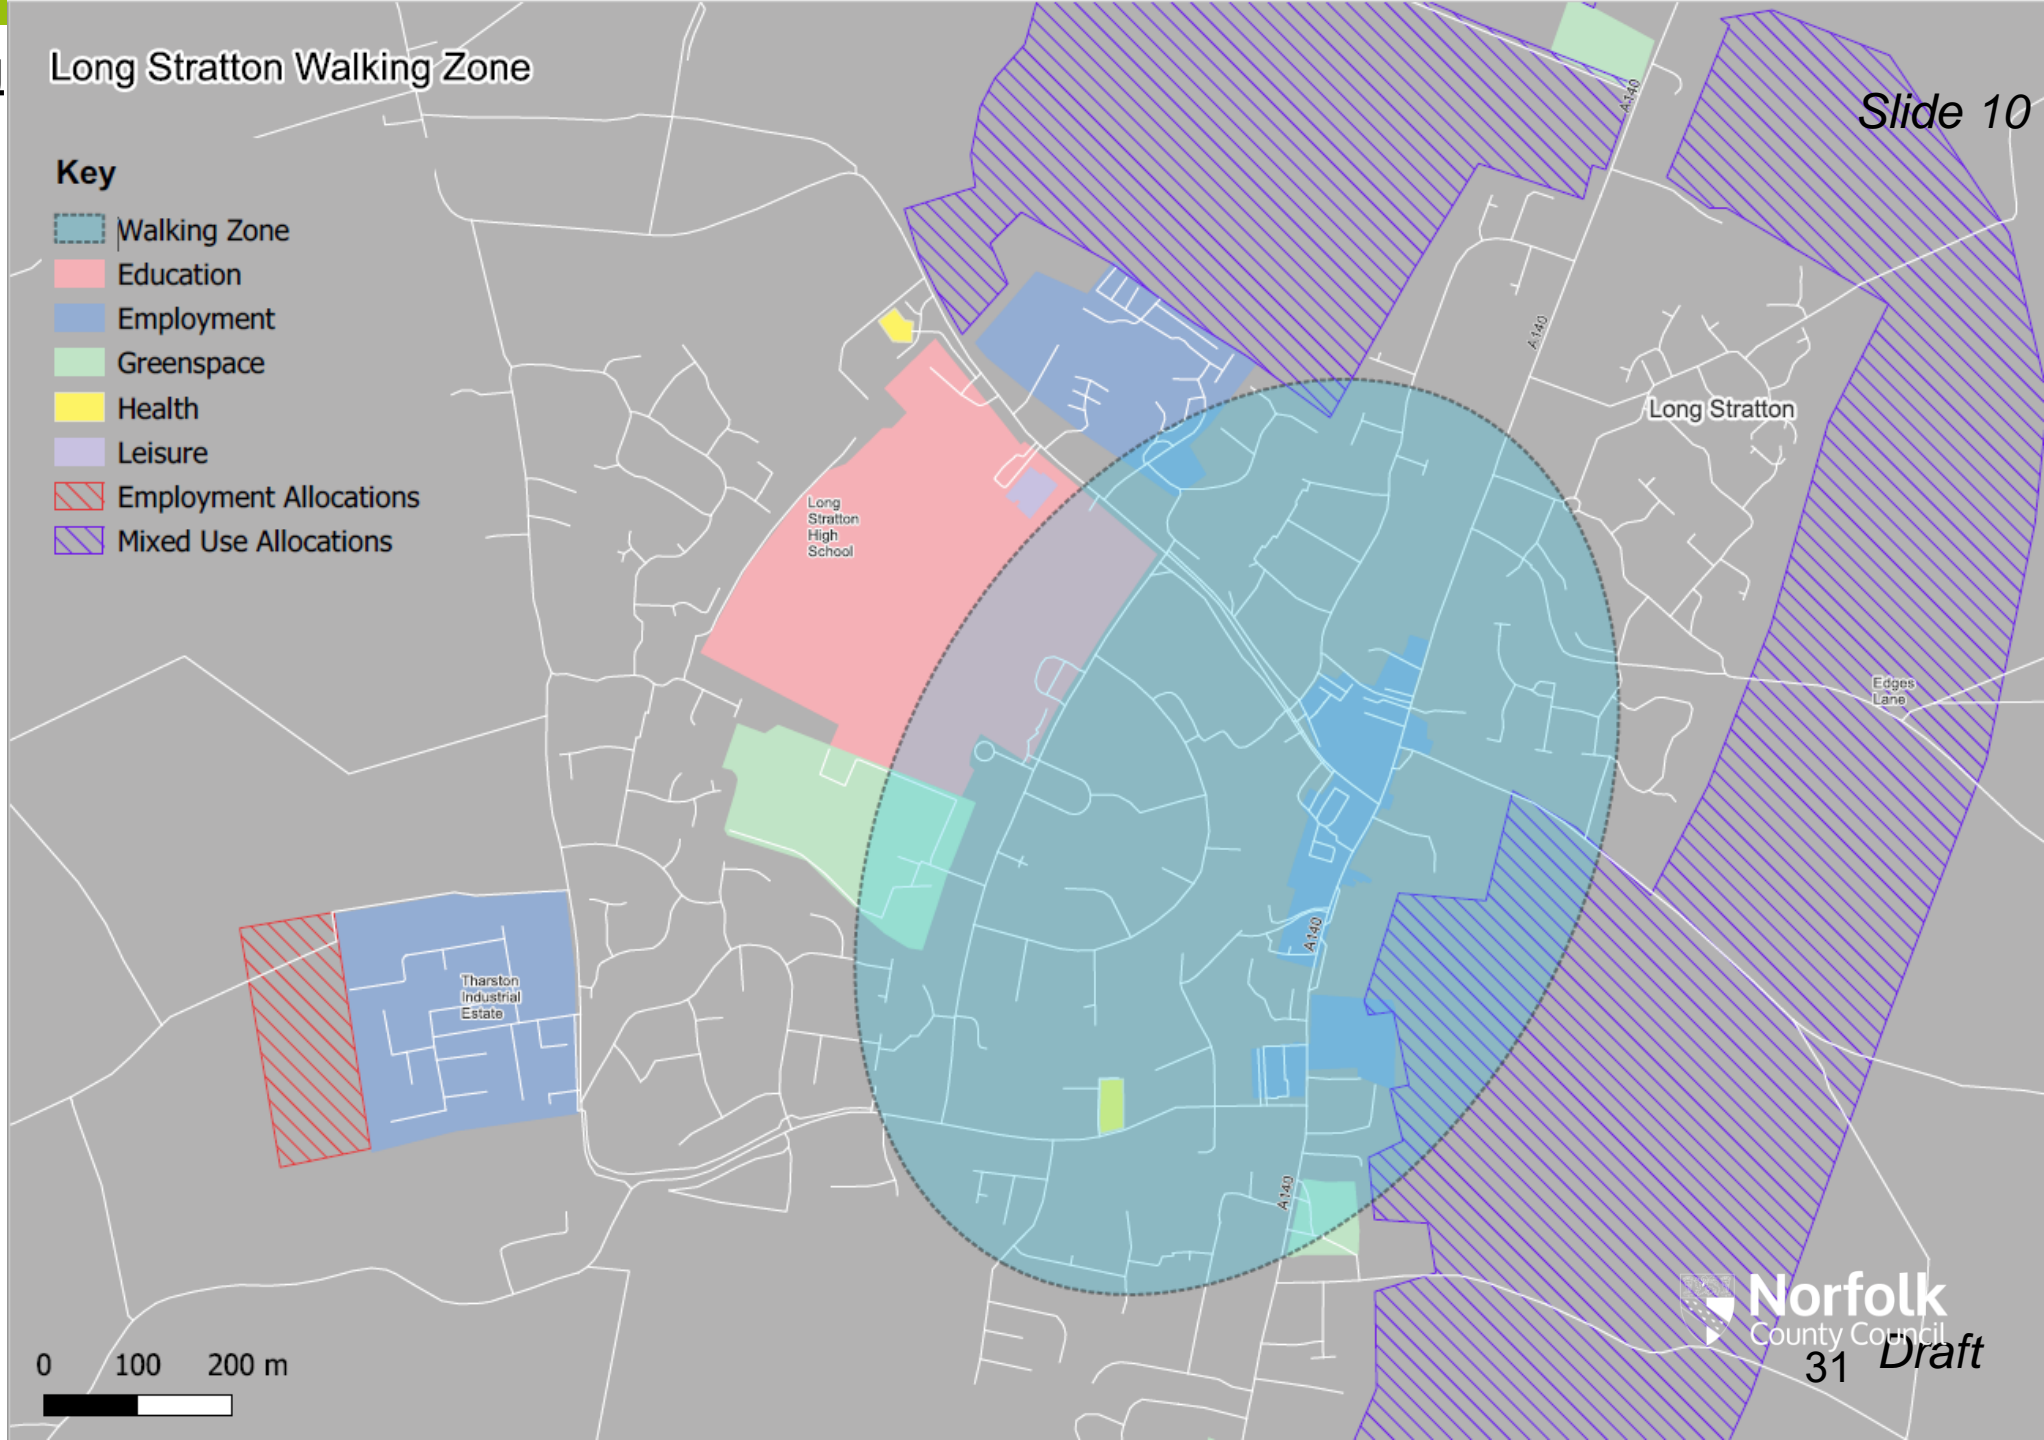 Long Stratton Walking Zone
Slide 10
Key
Walking Zone
Education
Employment
Greenspace
Health
Leisure
Employment Allocations
Mixed Use Allocations
A140
A140
Long Stratton
Long
Stratton
High
School
Edges
Lane
A140
Tharston
Industrial
Estate
A140
Norfolk
County Council
31 Draft
0 100 200 m